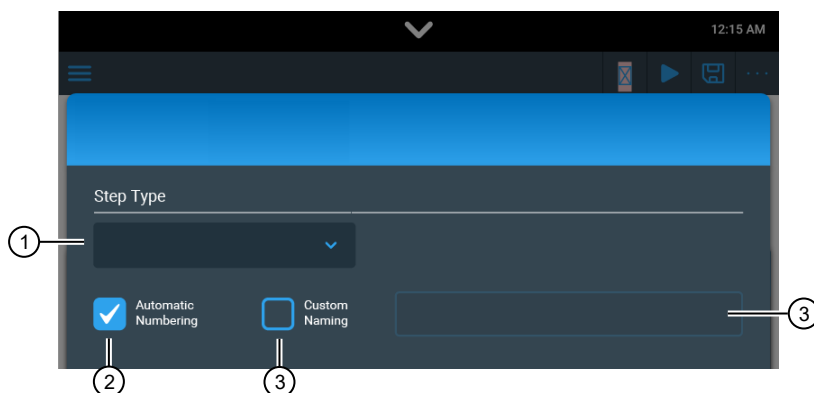 12:15 AM
Step Type
1
Automatic
Numbering
Custom
Naming
3
2
3